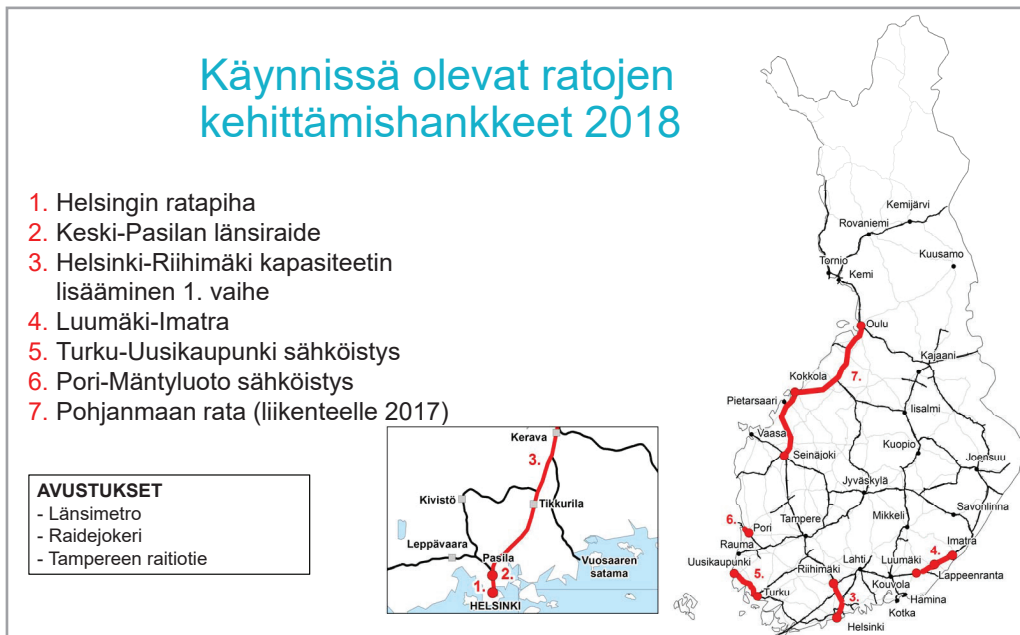 Käynnissä olevat ratojen
kehittämishankkeet 2018
1. Helsingin ratapiha
2. Keski-Pasilan länsiraide
3. Helsinki-Riihimäki kapasiteetin
lisääminen 1. vaihe
4. Luumäki-Imatra
5. Turku-Uusikaupunki sähköistys
6. Pori-Mäntyluoto sähköistys
7. Pohjanmaan rata (liikenteelle 2017)
AVUSTUKSET
- Länsimetro
- Raidejokeri
- Tampereen raitiotie
Kerava
3.
Kivistö
Tikkurila
Leppävaara
Pasila
2.
Vuosaaren
satama
1.
HELSINKI
Kemijärvi
Rovaniemi
Kuusamo
Tornio
Kemi
Oulu
Kajaani
7.
Kokkola
Pietarsaari
Iisalmi
Vaasa
Kuopio
Seinäjoki
Joensuu
Jyväskylä
Savonlinna
6.
Pori
Tampere
Mikkeli
Rauma
Imatra
Uusikaupunki
Riihimäki
Lahti
Luumäki
4.
5.
Kouvola
Lappeenranta
Turku
3.
Hamina
Kotka
Helsinki